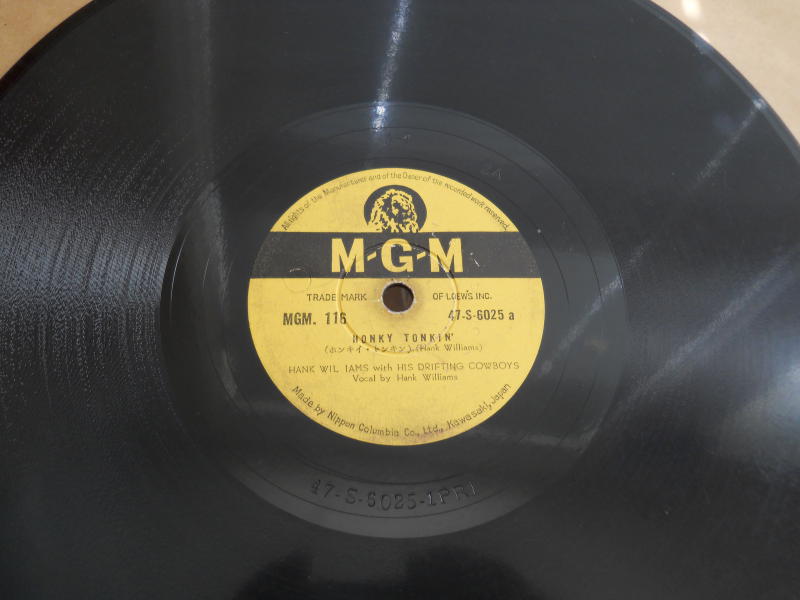 All rights of the Manufacturer and of the Owner of the recorded work reserved.
M-G-M
TRADE MARK OF LOEW'S INC.
MGM. 116 47-S-6025 a
HONKY TONKIN'
(ホンキイ・トンキン) (Hank Williams)
HANK WIL IAMS with HIS DRIFTING COWBOYS
Vocal by Hank Williams
Made by Nippon Columbia Co., Ltd., Kawasaki, Japan
47-S-6025-1PR1